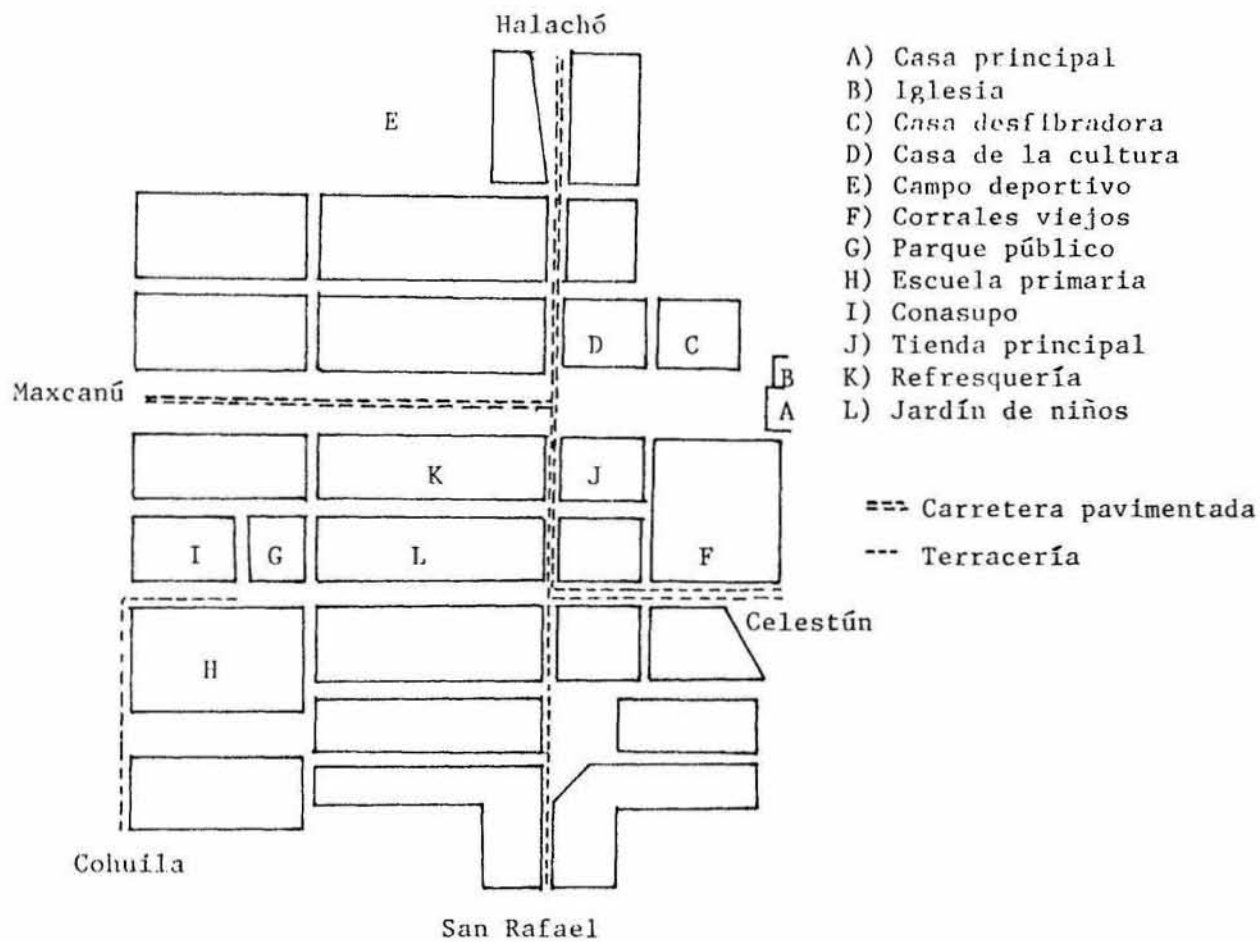 Halachó
A) Casa principal
B) Iglesia
C) Casa desfibradora
D) Casa de la cultura
E) Campo deportivo
F) Corrales viejos
G) Parque público
H) Escuela primaria
I) Conasupo
J) Tienda principal
K) Refresquería
L) Jardín de niños
E
D
C
B
A
Maxcanú
K
J
=== Carretera pavimentada
--- Terracería
I
G
L
F
Celestún
H
Cohuila
San Rafael